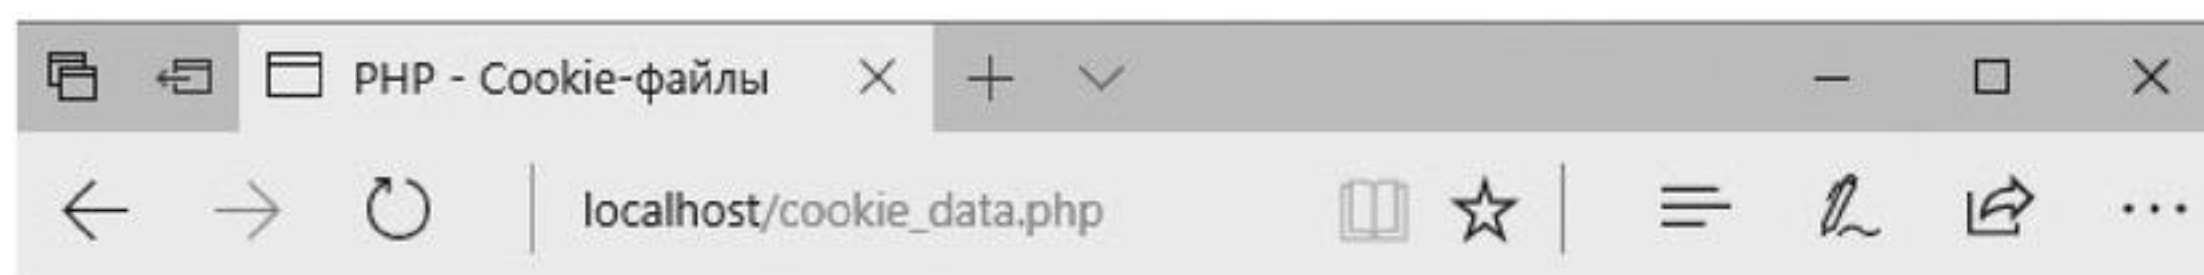 PHP - Cookie-файлы
localhost/cookie_data.php